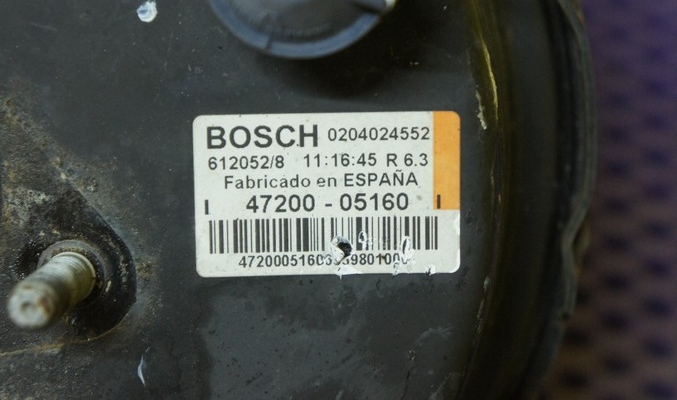 BOSCH 0204024552
612052/8 11:16:45 R 6.3
Fabricado en ESPAÑA
47200 - 05160